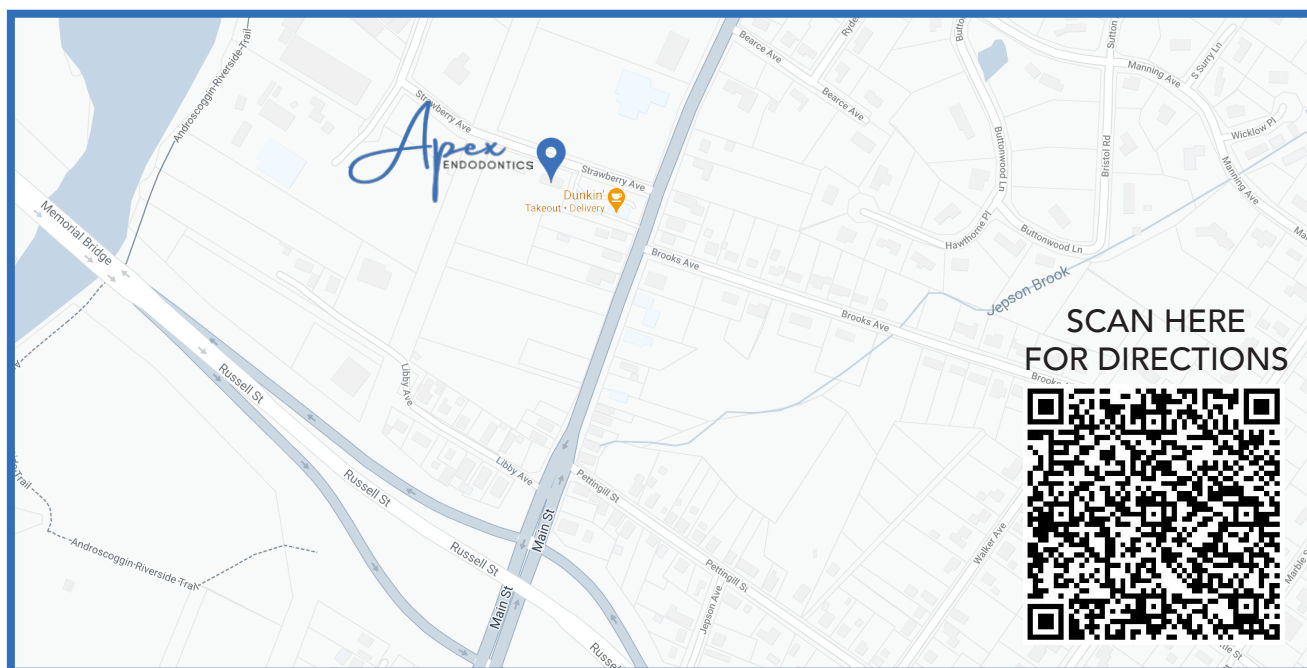 Bearce Ave
Bearce Ave
Sutton
Manning Ave
S Surry Ln
Androscoggin-Riverside-Trail
Strawberry Ave
Wicklow Pl
Apex
ENDODONTICS
Strawberry Ave
Buttonwood Ln
Bristol Rd
Manning Ave
Dunkin'
Takeout • Delivery
Memorial Bridge
Hawthorne Pl
Buttonwood Ln
Brooks Ave
Jepson Brook
Brooks Ave
SCAN HERE
FOR DIRECTIONS
Libby Ave
Russell St
Brooks
Libby Ave
Pettingill St
Russell St
Main St
Walker Ave
Androscoggin-Riverside-Trail
Russell St
Pettingill St
Marble S
Main St
Jepson Ave
Russell